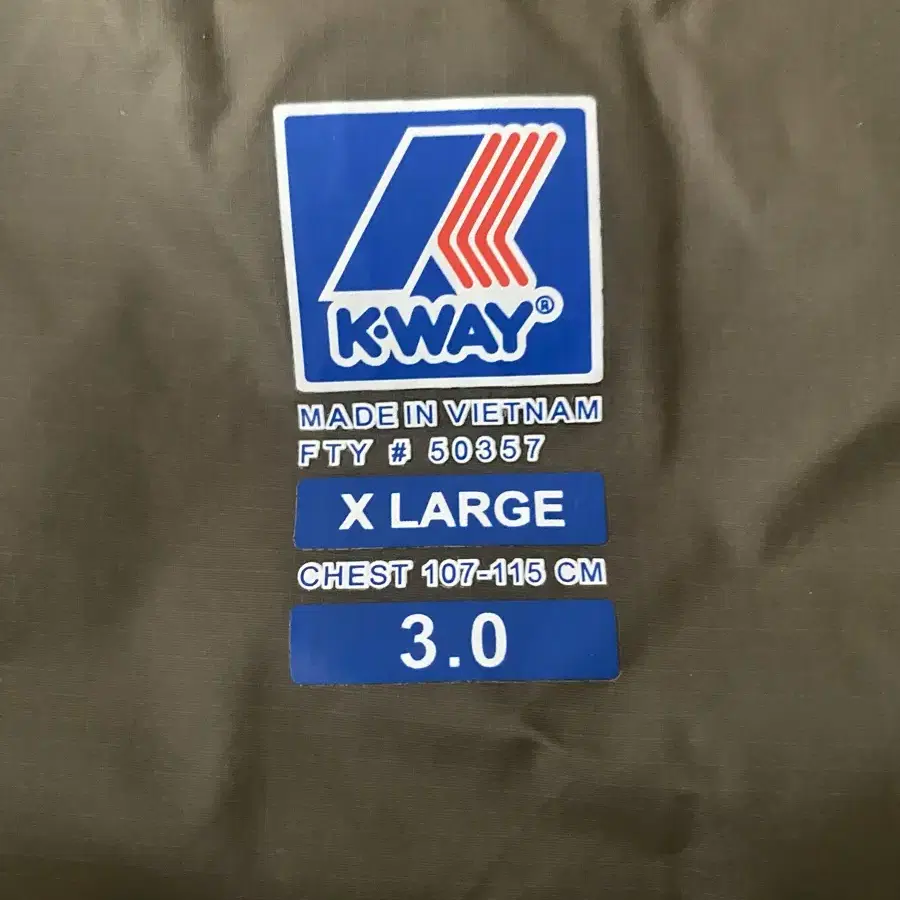 K·WAY®
MADE IN VIETNAM
FTY # 50357
X LARGE
CHEST 107-115 CM
3.0